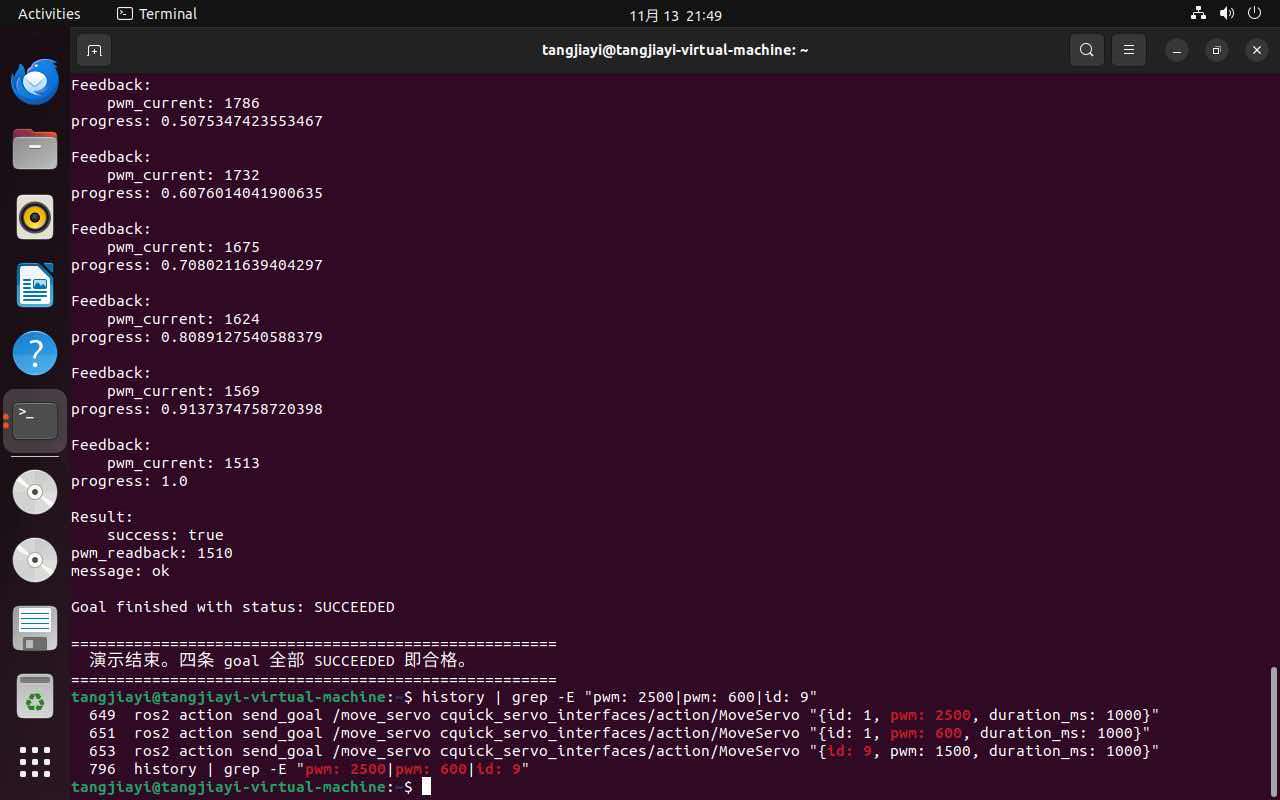 Activities
Terminal
11月 13 21:49
tangjiayi@tangjiayi-virtual-machine: ~
Feedback:
    pwm_current: 1786
progress: 0.5075347423553467

Feedback:
    pwm_current: 1732
progress: 0.6076014041900635

Feedback:
    pwm_current: 1675
progress: 0.7080211639404297

Feedback:
    pwm_current: 1624
progress: 0.8089127540588379

Feedback:
    pwm_current: 1569
progress: 0.9137374758720398

Feedback:
    pwm_current: 1513
progress: 1.0

Result:
    success: true
pwm_readback: 1510
message: ok

Goal finished with status: SUCCEEDED

======================================================
  演示结束。四条 goal 全部 SUCCEEDED 即合格。
======================================================
tangjiayi@tangjiayi-virtual-machine:~$ history | grep -E "pwm: 2500|pwm: 600|id: 9"
  649  ros2 action send_goal /move_servo cquick_servo_interfaces/action/MoveServo "{id: 1, pwm: 2500, duration_ms: 1000}"
  651  ros2 action send_goal /move_servo cquick_servo_interfaces/action/MoveServo "{id: 1, pwm: 600, duration_ms: 1000}"
  653  ros2 action send_goal /move_servo cquick_servo_interfaces/action/MoveServo "{id: 9, pwm: 1500, duration_ms: 1000}"
  796  history | grep -E "pwm: 2500|pwm: 600|id: 9"
tangjiayi@tangjiayi-virtual-machine:~$